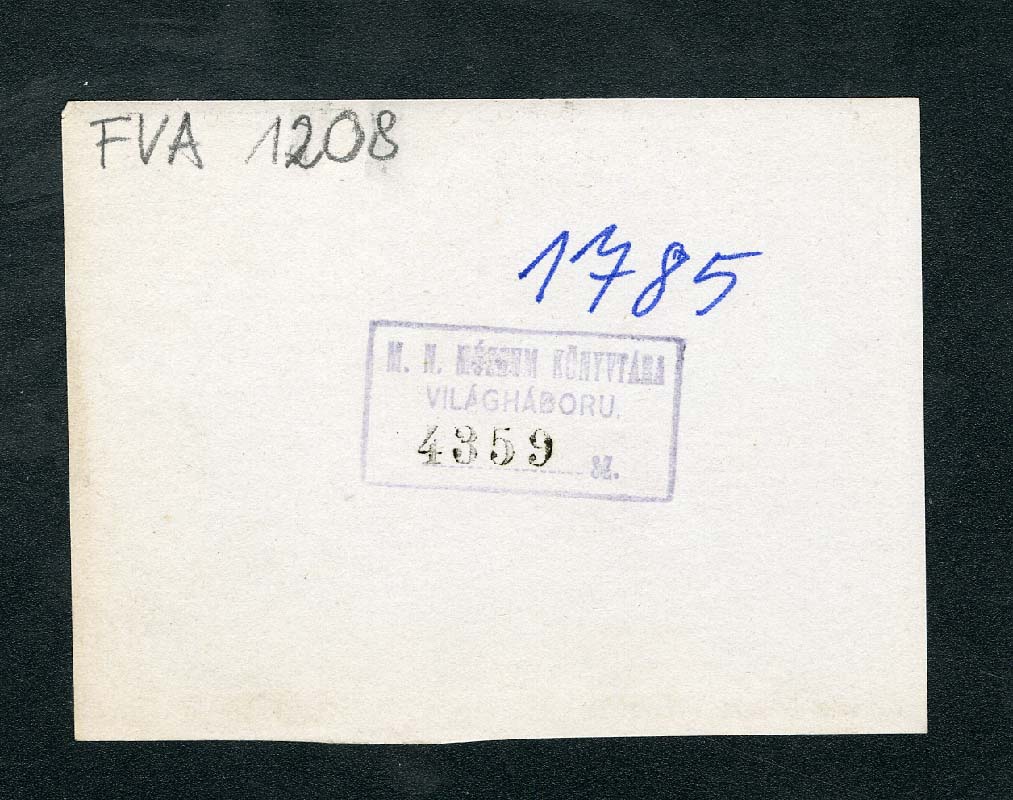 FVA 1208
1785
M. N. MÚZEUM KÖNYVTÁRA
VILÁGHÁBORU.
4359 SZ.